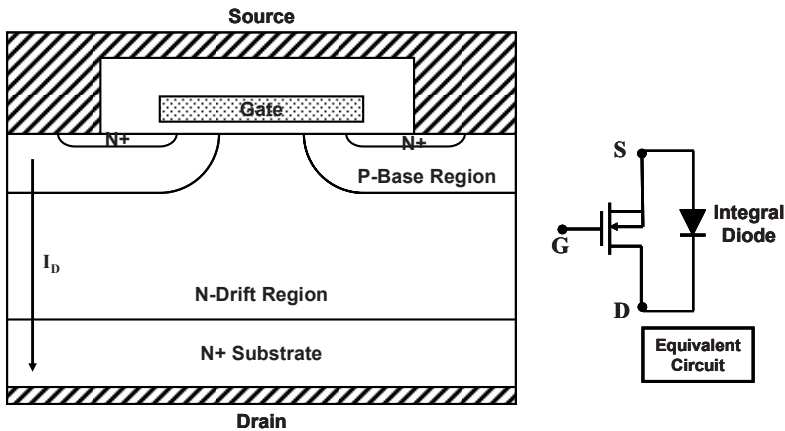 Source
Gate
N+
N+
P-Base Region
I_D
N-Drift Region
N+ Substrate
Drain
S
G
Integral
Diode
D
Equivalent
Circuit